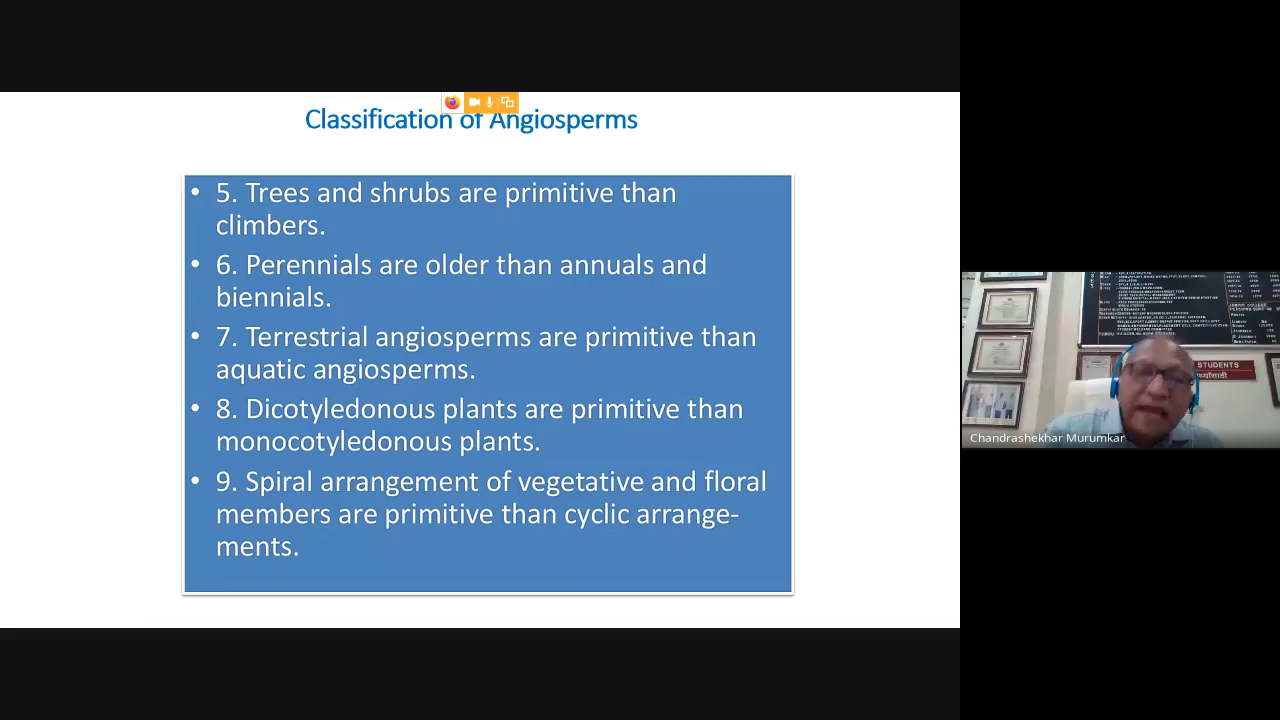 Classification of Angiosperms
• 5. Trees and shrubs are primitive than
climbers.
• 6. Perennials are older than annuals and
biennials.
• 7. Terrestrial angiosperms are primitive than
aquatic angiosperms.
• 8. Dicotyledonous plants are primitive than
monocotyledonous plants.
• 9. Spiral arrangement of vegetative and floral
members are primitive than cyclic arrange-
ments.
STUDENTS
Chandrashekhar Murumkar